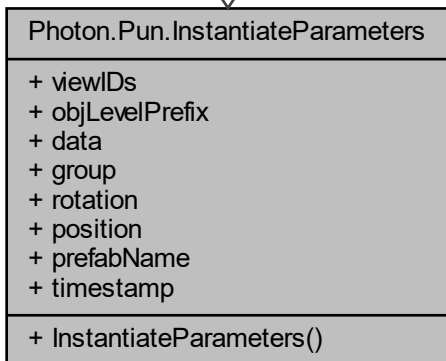 Photon.Pun.InstantiateParameters
+ viewIDs
+ objLevelPrefix
+ data
+ group
+ rotation
+ position
+ prefabName
+ timestamp
+ InstantiateParameters()